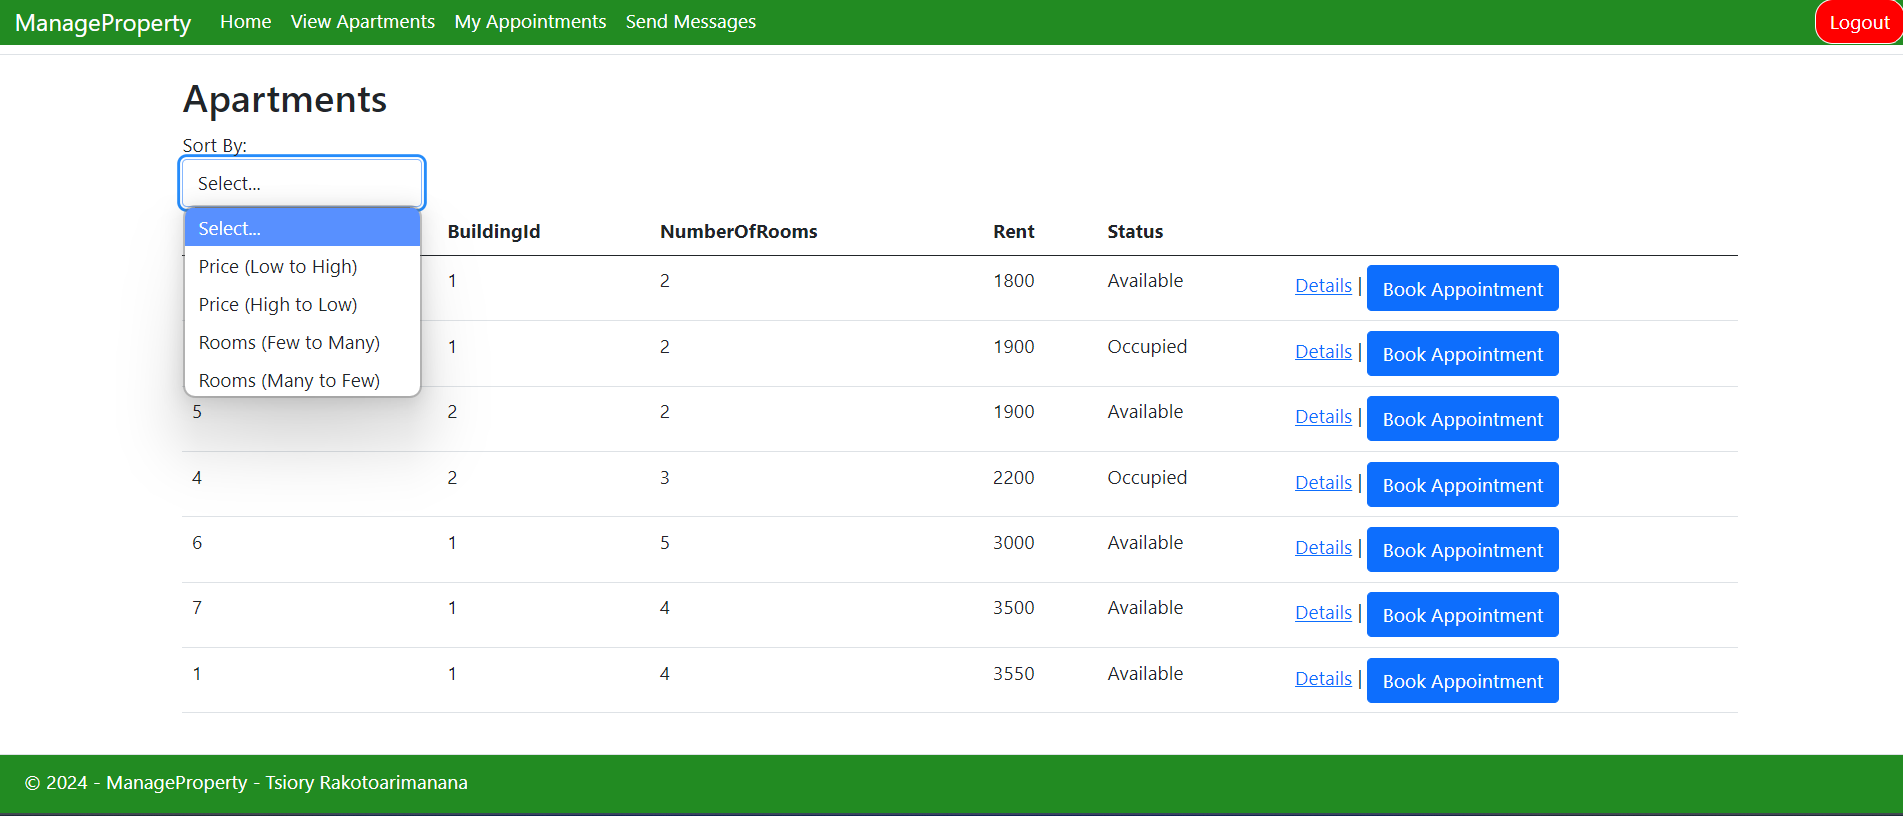 ManageProperty Home View Apartments My Appointments Send Messages Logout
Apartments
Sort By:
Select...
Select...
Price (Low to High)
Price (High to Low)
Rooms (Few to Many)
Rooms (Many to Few)
BuildingId NumberOfRooms Rent Status
1 2 1800 Available Details | Book Appointment
1 2 1900 Occupied Details | Book Appointment
5 2 2 1900 Available Details | Book Appointment
4 2 3 2200 Occupied Details | Book Appointment
6 1 5 3000 Available Details | Book Appointment
7 1 4 3500 Available Details | Book Appointment
1 1 4 3550 Available Details | Book Appointment
© 2024 - ManageProperty - Tsiory Rakotoarimanana